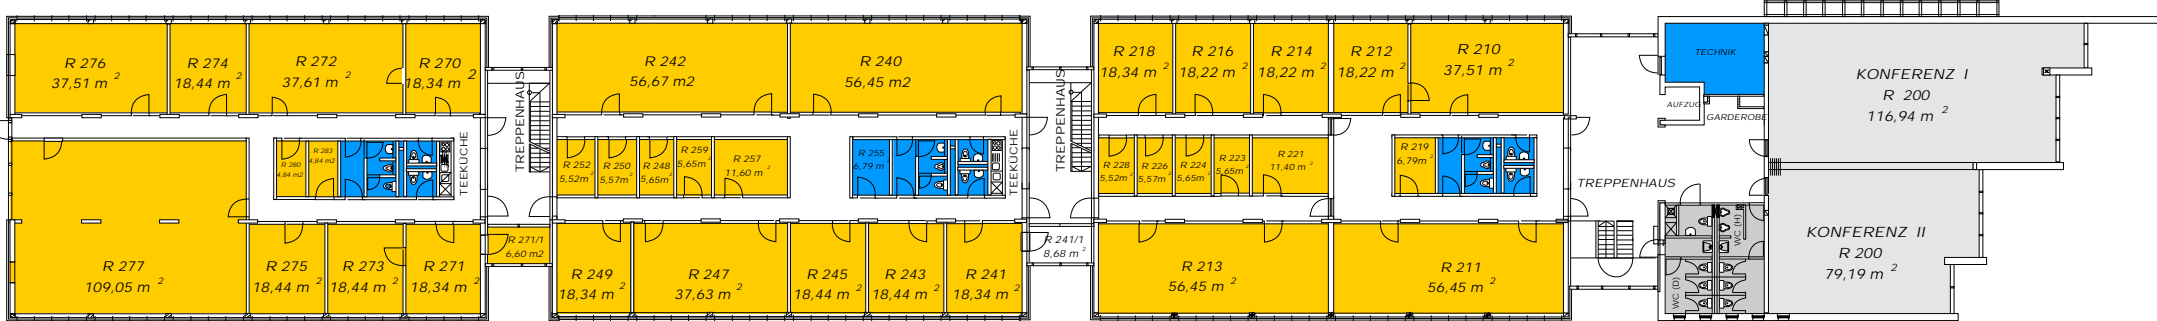 R 276
37,51 m ²
R 274
18,44 m ²
R 272
37,61 m ²
R 270
18,34 m ²
R 280
4,84 m2
R 283
4,84 m2
TEEKÜCHE
R 277
109,05 m ²
R 275
18,44 m ²
R 273
18,44 m ²
R 271
18,34 m ²
TREPPENHAUS
R 271/1
6,60 m2
R 242
56,67 m2
R 240
56,45 m2
R 252
5,52m ²
R 250
5,57m ²
R 248
5,65m ²
R 259
5,65m ²
R 257
11,60 m ²
R 255
6,79 m ²
TEEKÜCHE
R 249
18,34 m ²
R 247
37,63 m ²
R 245
18,44 m ²
R 243
18,44 m ²
R 241
18,34 m ²
TREPPENHAUS
R 241/1
8,68 m ²
R 218
18,34 m ²
R 216
18,22 m ²
R 214
18,22 m ²
R 212
18,22 m ²
R 210
37,51 m ²
R 228
5,52m ²
R 226
5,57m ²
R 224
5,65m ²
R 223
5,65m ²
R 221
11,40 m ²
R 219
6,79m ²
R 213
56,45 m ²
R 211
56,45 m ²
TREPPENHAUS
TECHNIK
AUFZUG
GARDEROBE
WC (H)
WC (D)
KONFERENZ I
R 200
116,94 m ²
KONFERENZ II
R 200
79,19 m ²